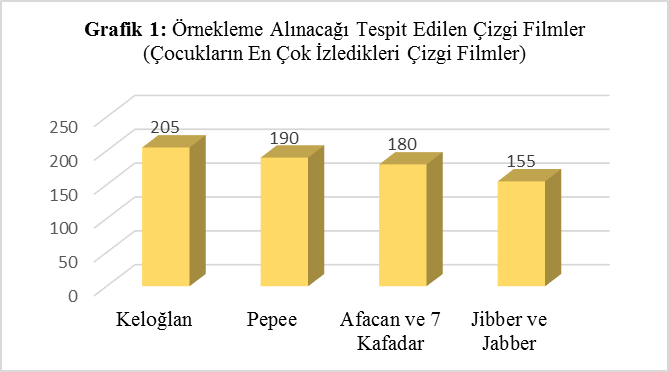 Grafik 1: Örnekleme Alınacağı Tespit Edilen Çizgi Filmler
(Çocukların En Çok İzledikleri Çizgi Filmler)
250
200
150
100
50
0
205
190
180
155
Keloğlan
Pepee
Afacan ve 7
Kafadar
Jibber ve
Jabber